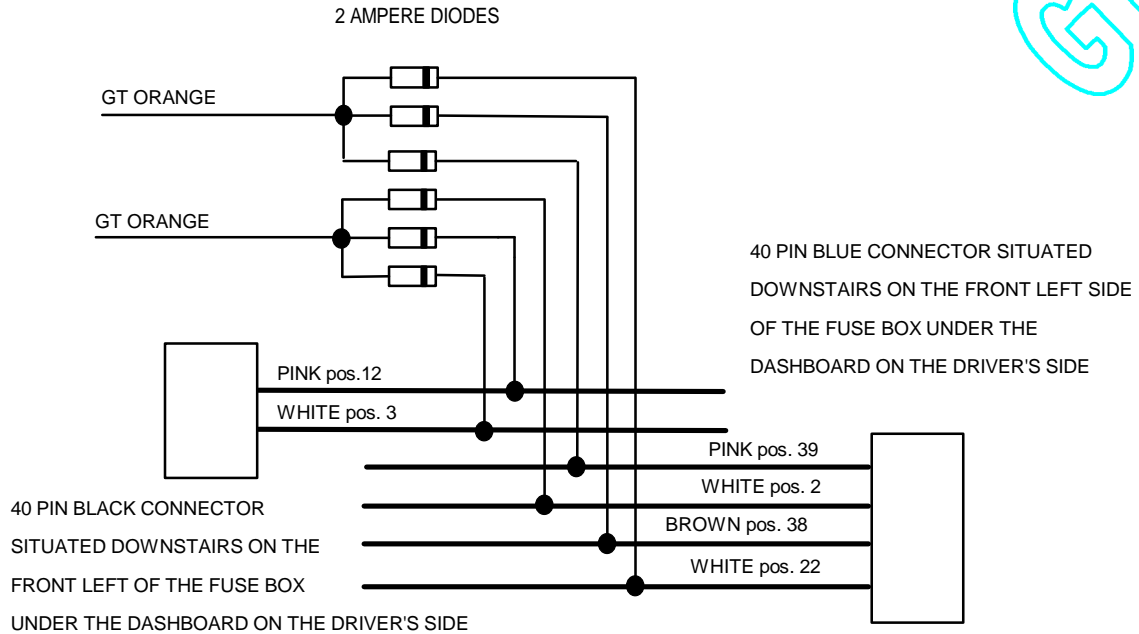 2 AMPERE DIODES
GT ORANGE
GT ORANGE
40 PIN BLUE CONNECTOR SITUATED
DOWNSTAIRS ON THE FRONT LEFT SIDE
OF THE FUSE BOX UNDER THE
DASHBOARD ON THE DRIVER'S SIDE
PINK pos.12
WHITE pos. 3
PINK pos. 39
WHITE pos. 2
BROWN pos. 38
WHITE pos. 22
40 PIN BLACK CONNECTOR
SITUATED DOWNSTAIRS ON THE
FRONT LEFT OF THE FUSE BOX
UNDER THE DASHBOARD ON THE DRIVER'S SIDE